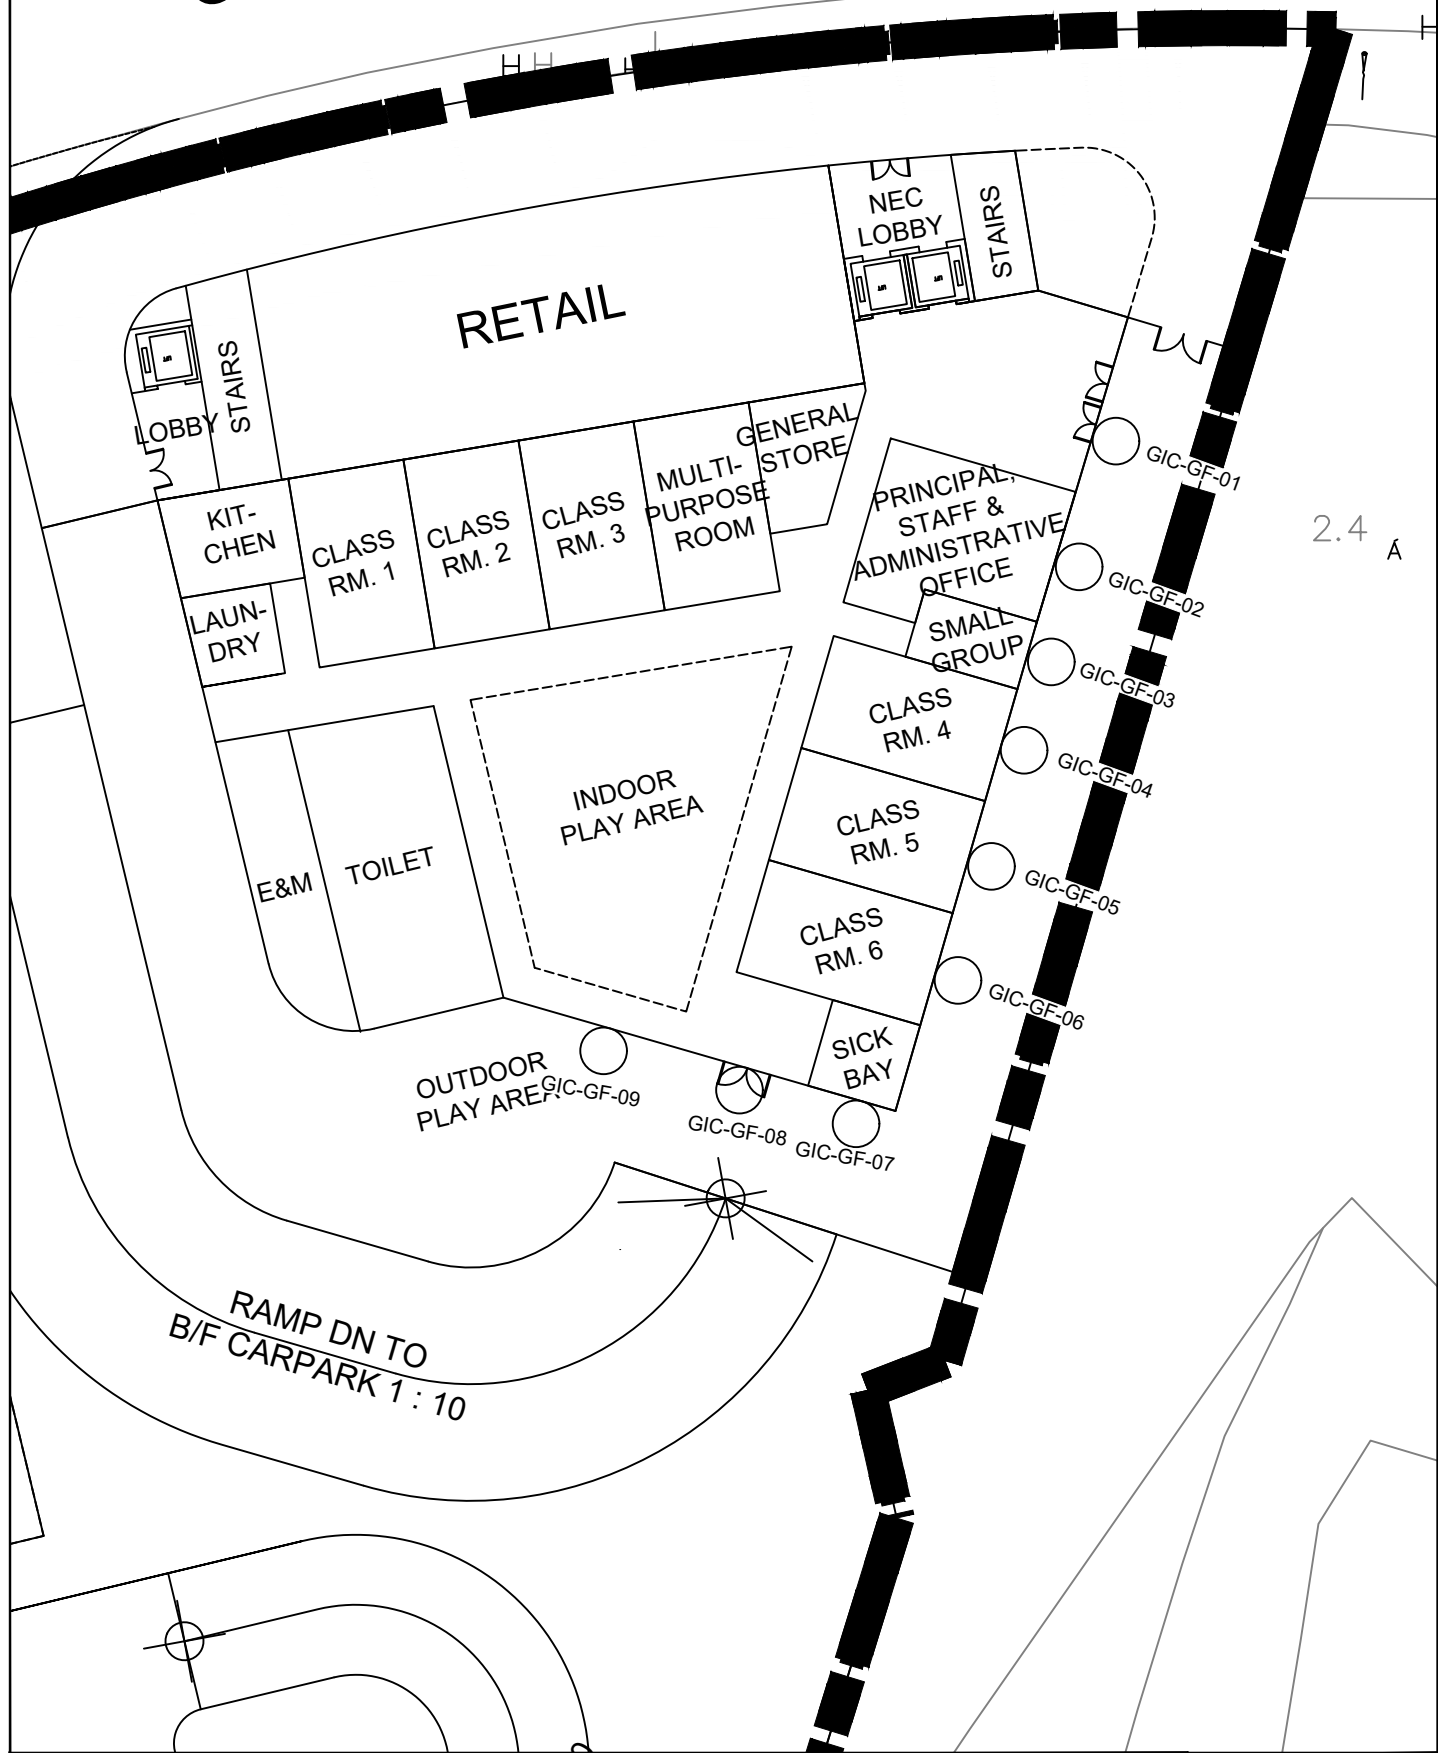 NEC
LOBBY
STAIRS
LIFT
LIFT
RETAIL
LIFT
STAIRS
LOBBY
GENERAL
STORE
MULTI-
PURPOSE
ROOM
CLASS
RM. 3
CLASS
RM. 2
CLASS
RM. 1
KIT-
CHEN
LAUN-
DRY
PRINCIPAL,
STAFF &
ADMINISTRATIVE
OFFICE
SMALL
GROUP
CLASS
RM. 4
CLASS
RM. 5
CLASS
RM. 6
SICK
BAY
INDOOR
PLAY AREA
TOILET
E&M
OUTDOOR
PLAY AREA
GIC-GF-01
GIC-GF-02
GIC-GF-03
GIC-GF-04
GIC-GF-05
GIC-GF-06
GIC-GF-07
GIC-GF-08
GIC-GF-09
2.4
Á
RAMP DN TO
B/F CARPARK 1 : 10